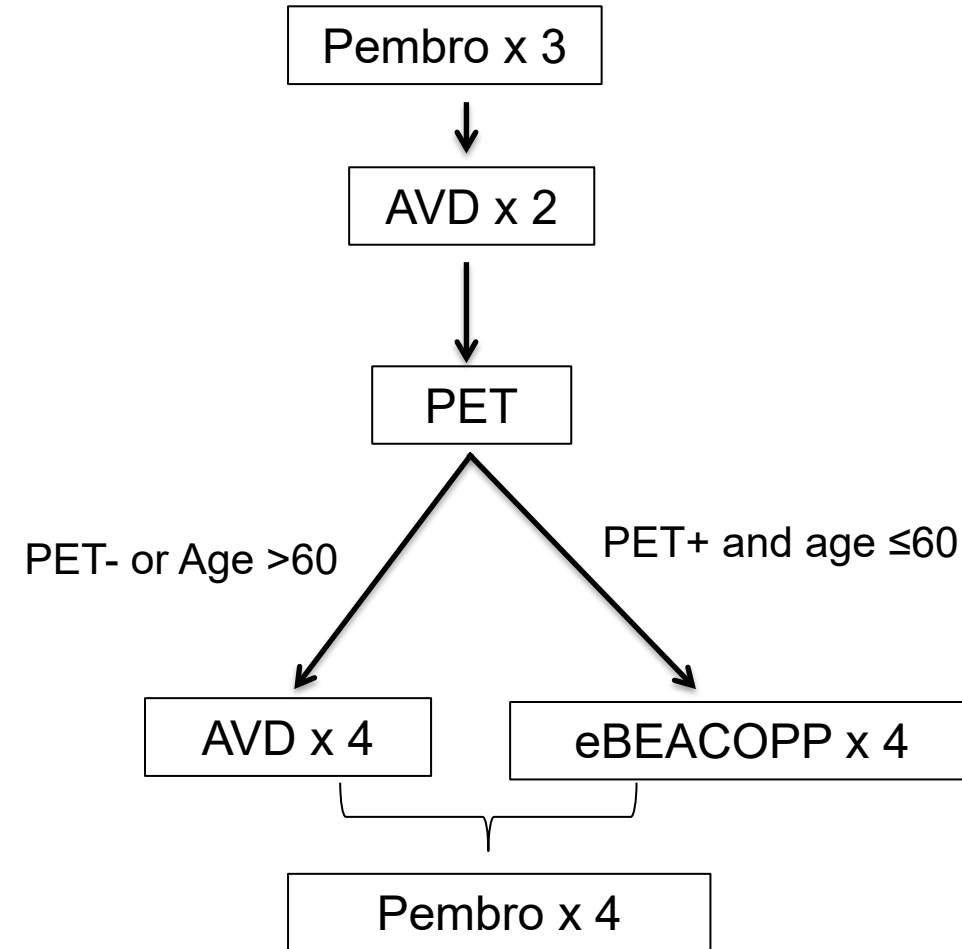 Pembro x 3
AVD x 2
PET
PET- or Age >60
PET+ and age ≤60
AVD x 4
eBEACOPP x 4
Pembro x 4